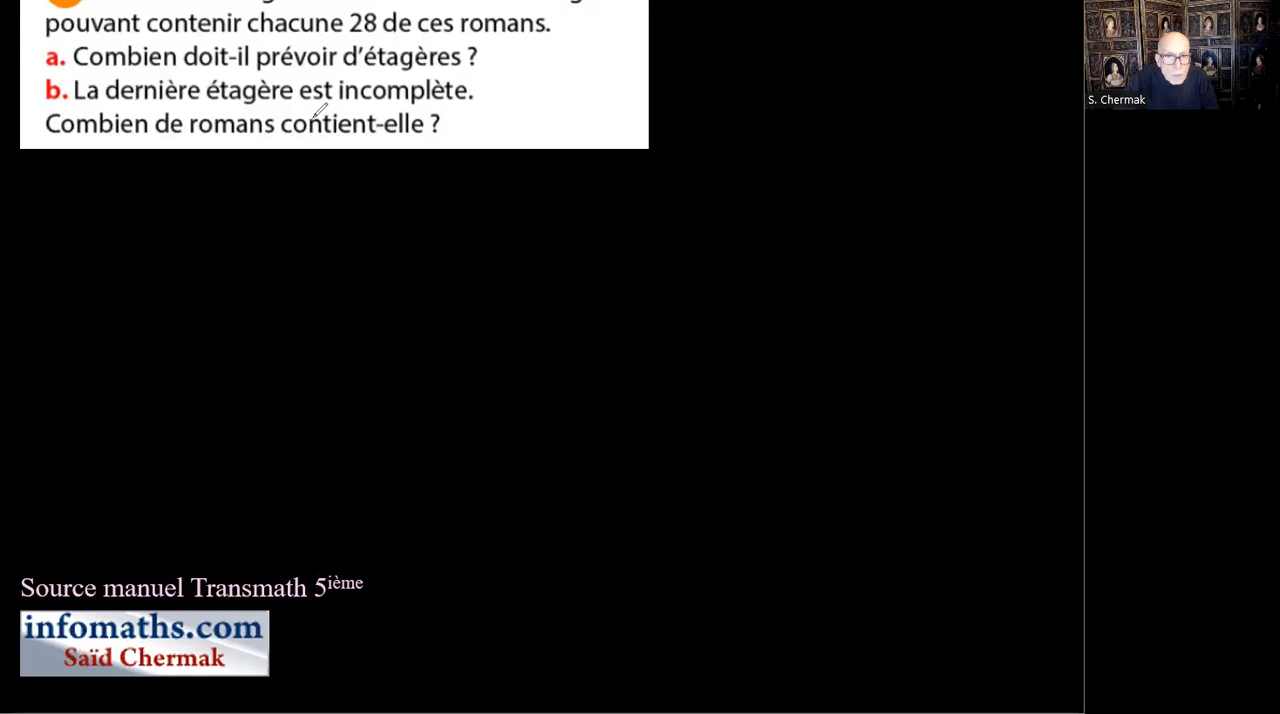 pouvant contenir chacune 28 de ces romans.
a. Combien doit-il prévoir d'étagères ?
b. La dernière étagère est incomplète.
Combien de romans contient-elle ?
S. Chermak
Source manuel Transmath 5ième
infomaths.com
Saïd Chermak